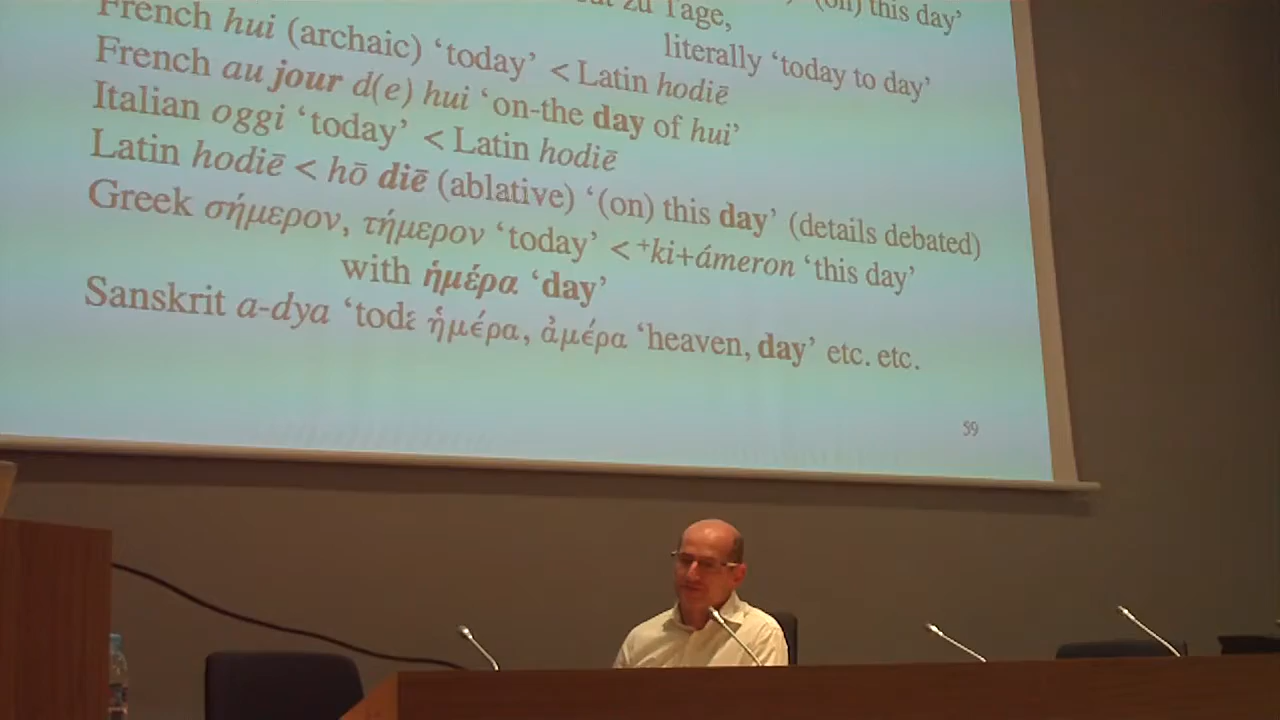 (on) this day’
zu Tage,
literally ‘today to day’
French hui (archaic) ‘today’ < Latin hodiē
French au jour d(e) hui ‘on-the day of hui’
Italian oggi ‘today’ < Latin hodiē
Latin hodiē < hō diē (ablative) ‘(on) this day’ (details debated)
Greek σήμερον, τήμερον ‘today’ < +ki+ámeron ‘this day’
with ἡμέρα ‘day’
Sanskrit a-dya ‘toda ἡμέρα, ἀμέρα ‘heaven, day’ etc. etc.
59